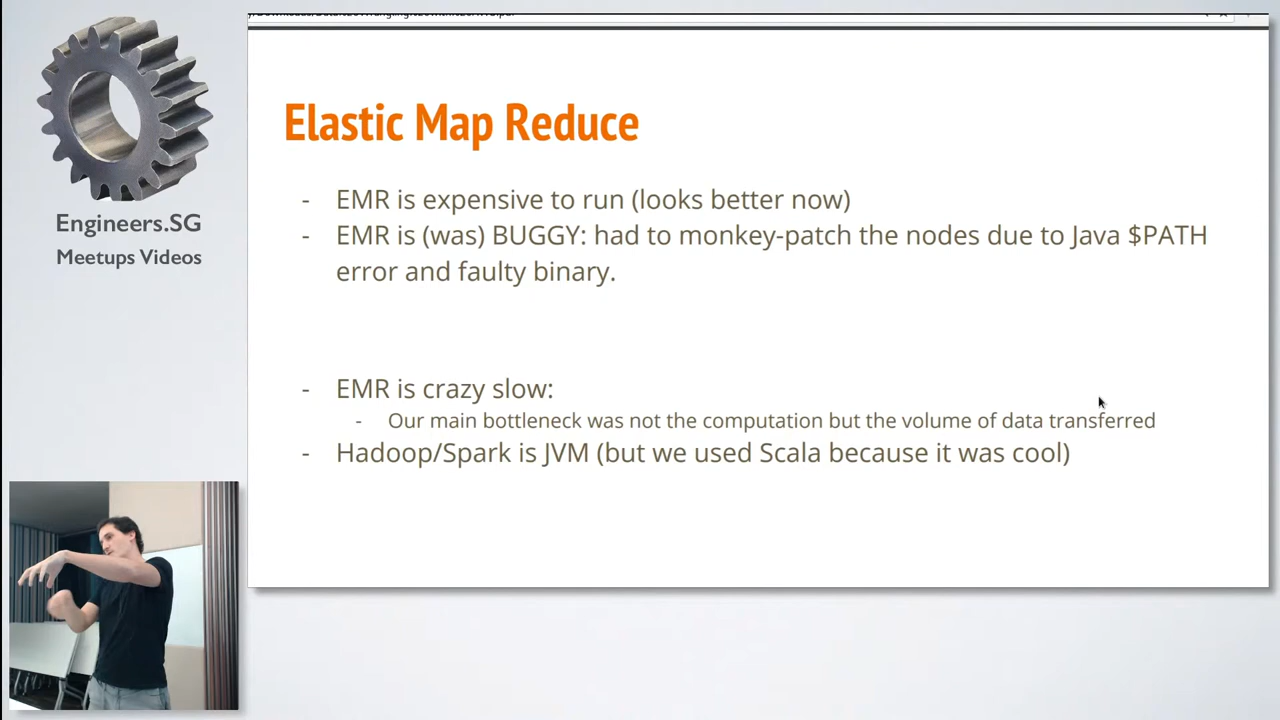 Elastic Map Reduce
- EMR is expensive to run (looks better now)
- EMR is (was) BUGGY: had to monkey-patch the nodes due to Java $PATH
error and faulty binary.
- EMR is crazy slow:
- Our main bottleneck was not the computation but the volume of data transferred
- Hadoop/Spark is JVM (but we used Scala because it was cool)
Engineers.SG
Meetups Videos